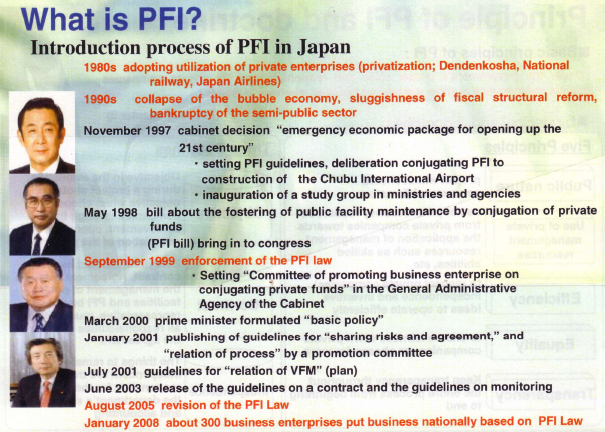 What is PFI?
Introduction process of PFI in Japan
1980s adopting utilization of private enterprises (privatization; Dendenkosha, National
railway, Japan Airlines)
1990s collapse of the bubble economy, sluggishness of fiscal structural reform,
bankruptcy of the semi-public sector
November 1997 cabinet decision "emergency economic package for opening up the
21st century"
・setting PFI guidelines, deliberation conjugating PFI to
construction of the Chubu International Airport
・inauguration of a study group in ministries and agencies
May 1998 bill about the fostering of public facility maintenance by conjugation of private
funds
(PFI bill) bring in to congress
September 1999 enforcement of the PFI law
・Setting "Committee of promoting business enterprise on
conjugating private funds" in the General Administrative
Agency of the Cabinet
March 2000 prime minister formulated "basic policy"
January 2001 publishing of guidelines for "sharing risks and agreement," and
"relation of process" by a promotion committee
July 2001 guidelines for "relation of VFM" (plan)
June 2003 release of the guidelines on a contract and the guidelines on monitoring
August 2005 revision of the PFI Law
January 2008 about 300 business enterprises put business nationally based on PFI Law